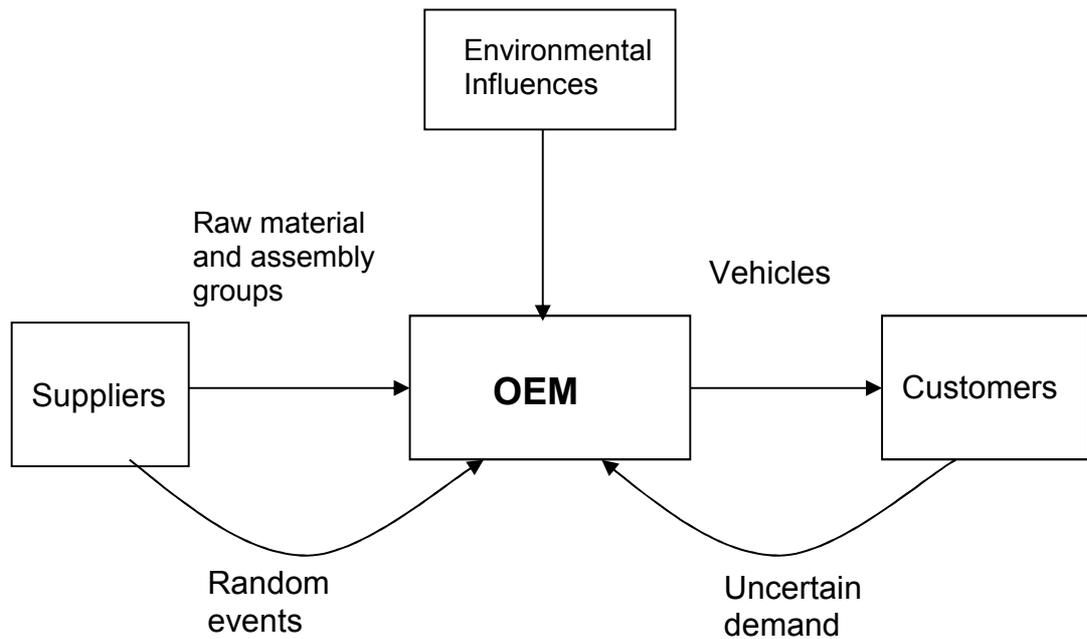 Environmental
Influences
Raw material
and assembly
groups
Vehicles
Suppliers
OEM
Customers
Random
events
Uncertain
demand